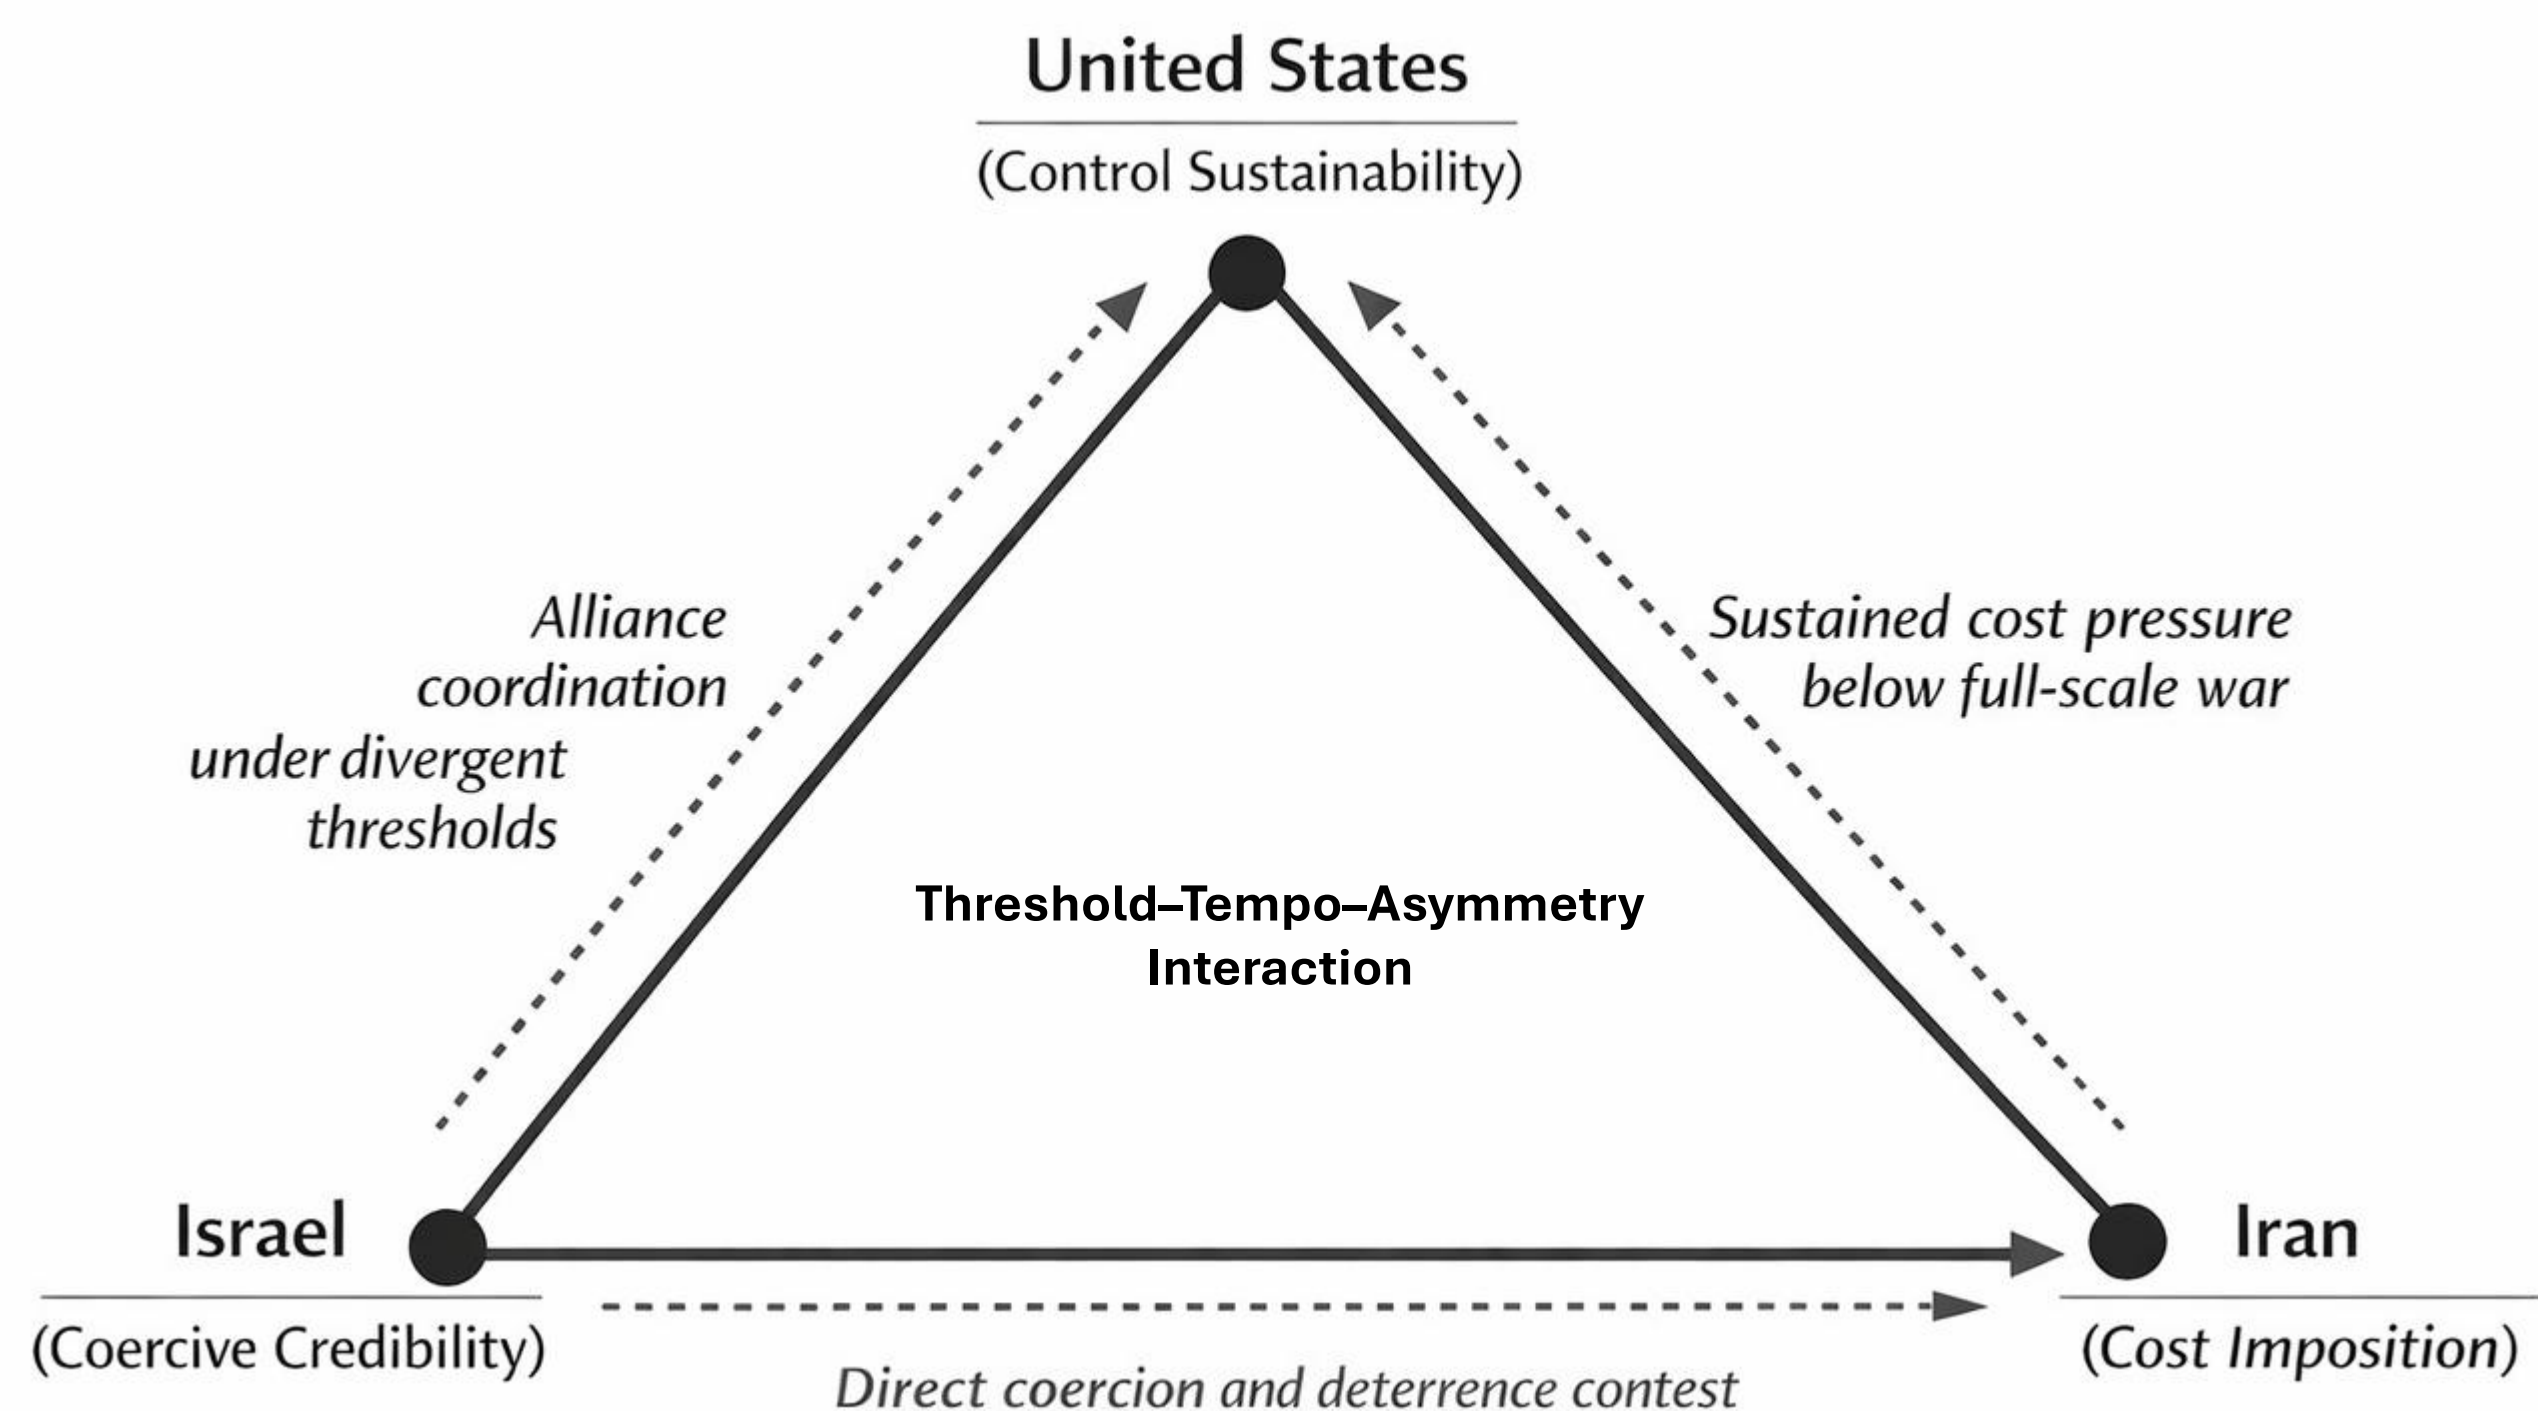 United States
(Control Sustainability)
Alliance
coordination
under divergent
thresholds
Sustained cost pressure
below full-scale war
Threshold–Tempo–Asymmetry
Interaction
Israel
(Coercive Credibility)
Iran
(Cost Imposition)
Direct coercion and deterrence contest